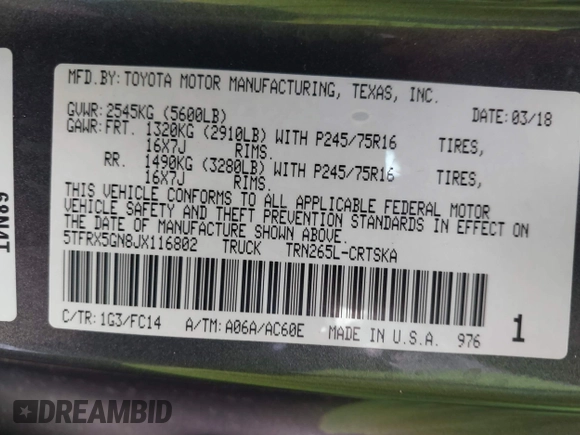 MFD.BY:TOYOTA MOTOR MANUFACTURING, TEXAS, INC.
GVWR:2545KG (5600LB) DATE:03/18
GAWR:FRT. 1320KG (2910LB) WITH P245/75R16 TIRES,
16X7J RIMS.
RR. 1490KG (3280LB) WITH P245/75R16 TIRES,
16X7J RIMS.
THIS VEHICLE CONFORMS TO ALL APPLICABLE FEDERAL MOTOR
VEHICLE SAFETY AND THEFT PREVENTION STANDARDS IN EFFECT ON
THE DATE OF MANUFACTURE SHOWN ABOVE.
5TFRX5GN8JX116802 TRUCK TRN265L-CRTSKA
C/TR:1G3/FC14 A/TM:A06A/AC60E MADE IN U.S.A. 976
1
68N4T
DREAMBID